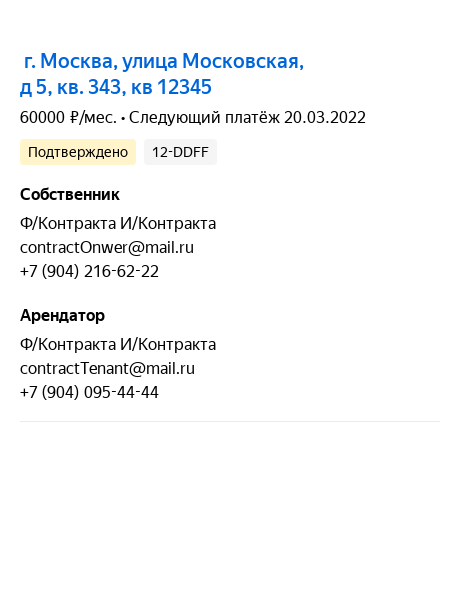 г. Москва, улица Московская,
д 5, кв. 343, кв 12345
60000 ₽/мес. • Следующий платёж 20.03.2022
Подтверждено 12-DDFF
Собственник
Ф/Контракта И/Контракта
contractOnwer@mail.ru
+7 (904) 216-62-22
Арендатор
Ф/Контракта И/Контракта
contractTenant@mail.ru
+7 (904) 095-44-44